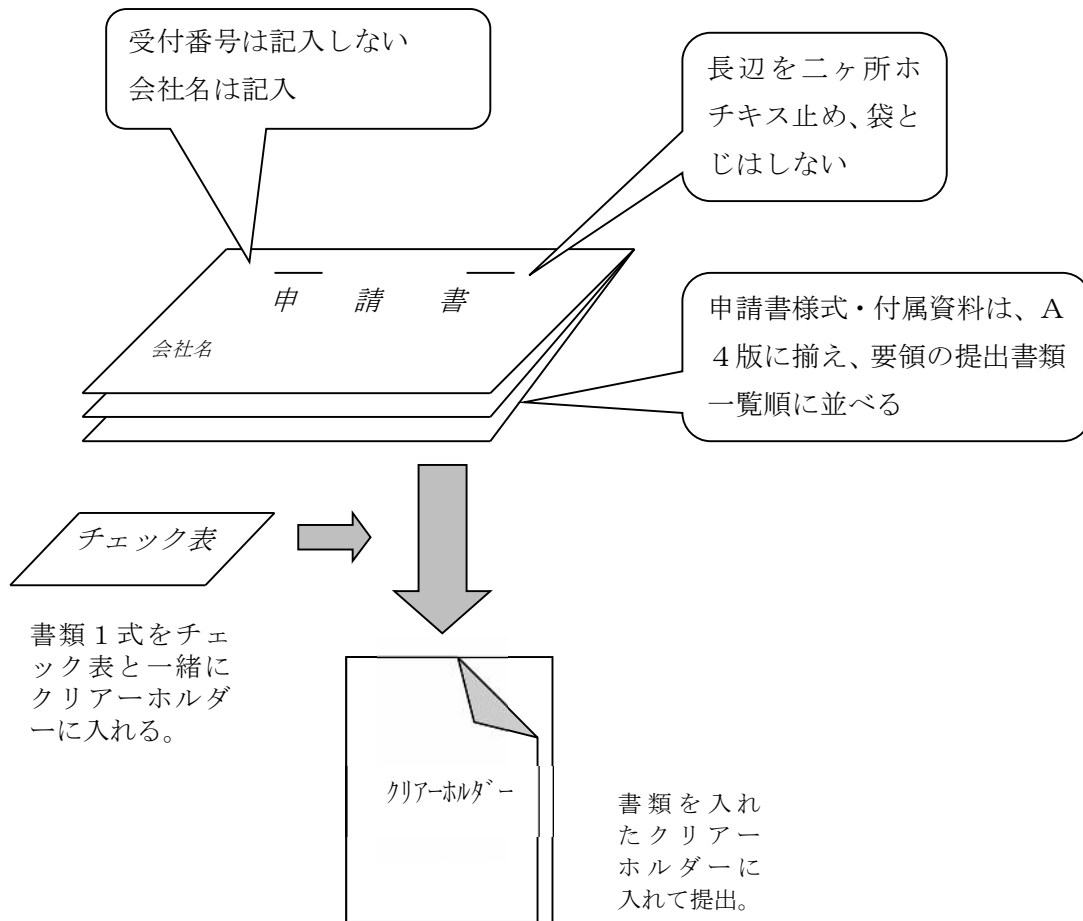 受付番号は記入しない
会社名は記入
長辺を二ヶ所ホ
チキス止め、袋と
じはしない
申　請　書
会社名
申請書様式・付属資料は、A
４版に揃え、要領の提出書類
一覧順に並べる
チェック表
書類１式をチェ
ック表と一緒に
クリアーホルダ
ーに入れる。
クリアーホルダー
書類を入れ
たクリアー
ホルダーに
入れて提出。